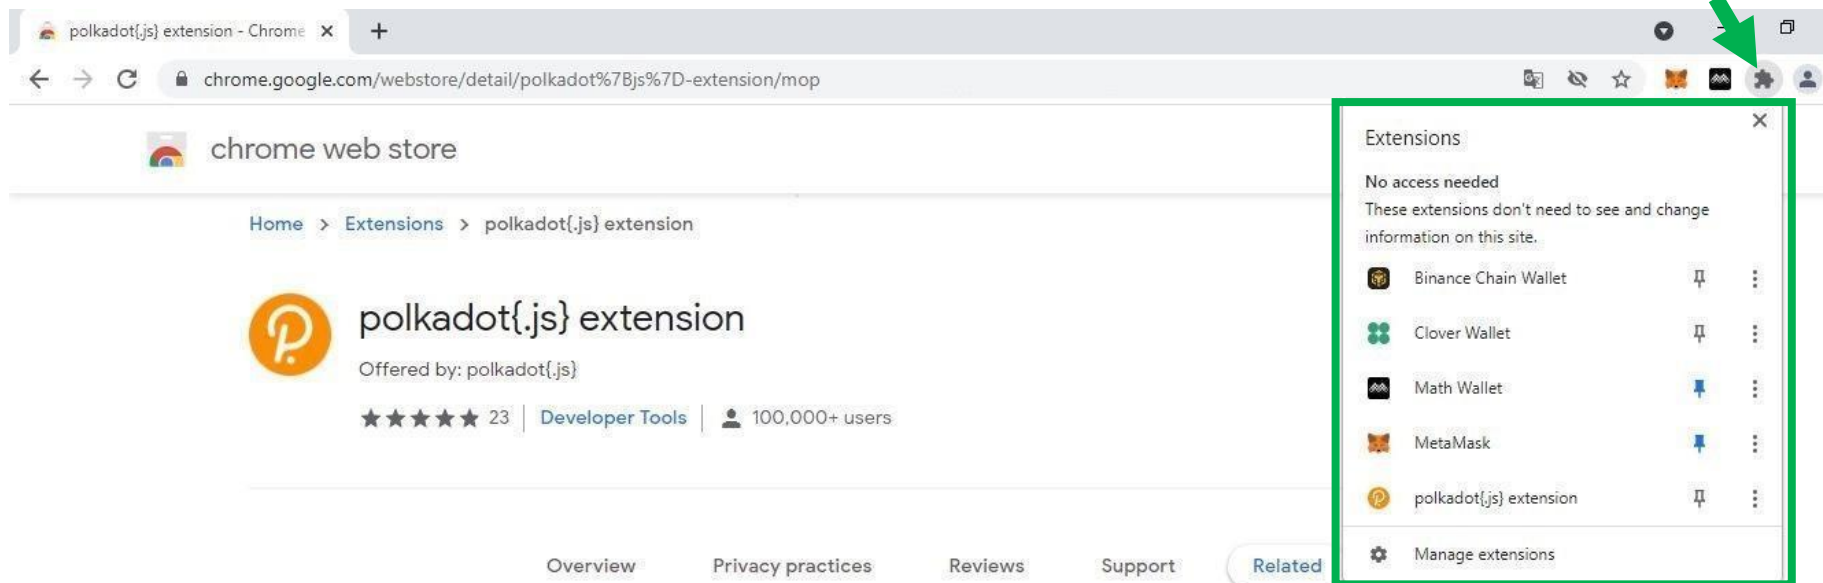 polkadot{.js} extension - Chrome
chrome.google.com/webstore/detail/polkadot%7Bjs%7D-extension/mop
chrome web store
Home > Extensions > polkadot{.js} extension
polkadot{.js} extension
Offered by: polkadot{.js}
23 | Developer Tools | 100,000+ users
Overview Privacy practices Reviews Support Related
Extensions
No access needed
These extensions don't need to see and change
information on this site.
Binance Chain Wallet
Clover Wallet
Math Wallet
MetaMask
polkadot{.js} extension
Manage extensions